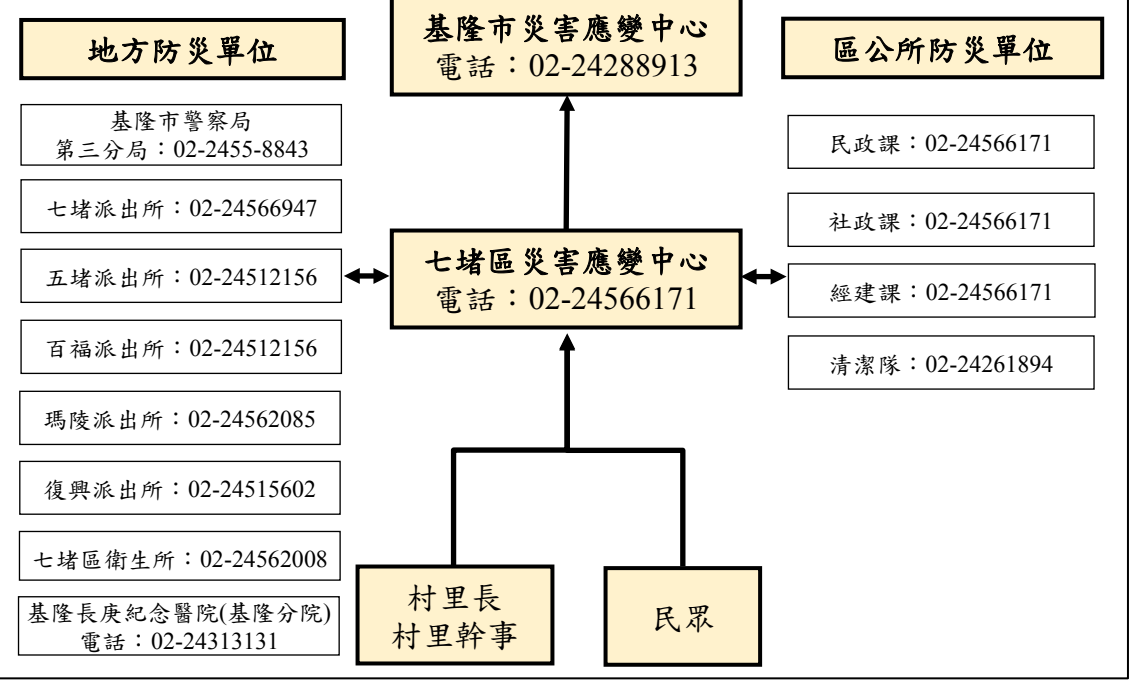 地方防災單位
基隆市警察局
第三分局：02-2455-8843
七堵派出所：02-24566947
五堵派出所：02-24512156
百福派出所：02-24512156
瑪陵派出所：02-24562085
復興派出所：02-24515602
七堵區衛生所：02-24562008
基隆長庚紀念醫院(基隆分院)
電話：02-24313131
基隆市災害應變中心
電話：02-24288913
七堵區災害應變中心
電話：02-24566171
村里長
村里幹事
民眾
區公所防災單位
民政課：02-24566171
社政課：02-24566171
經建課：02-24566171
清潔隊：02-24261894